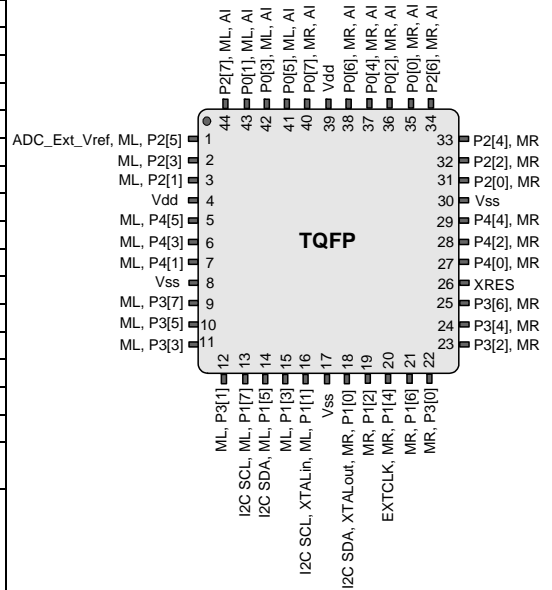 P2[7], ML, AI
P0[1], ML, AI
P0[3], ML, AI
P0[5], ML, AI
P0[7], MR, AI
Vdd
P0[6], MR, AI
P0[4], MR, AI
P0[2], MR, AI
P0[0], MR, AI
P2[6], MR, AI
44
43
42
41
40
39
38
37
36
35
34
ADC_Ext_Vref, ML, P2[5] 1
ML, P2[3] 2
ML, P2[1] 3
Vdd 4
ML, P4[5] 5
ML, P4[3] 6
ML, P4[1] 7
Vss 8
ML, P3[7] 9
ML, P3[5] 10
ML, P3[3] 11
TQFP
33 P2[4], MR
32 P2[2], MR
31 P2[0], MR
30 Vss
29 P4[4], MR
28 P4[2], MR
27 P4[0], MR
26 XRES
25 P3[6], MR
24 P3[4], MR
23 P3[2], MR
12
13
14
15
16
17
18
19
20
21
22
ML, P3[1]
I2C SCL, ML, P1[7]
I2C SDA, ML, P1[5]
ML, P1[3]
I2C SCL, XTALin, ML, P1[1]
Vss
I2C SDA, XTALout, MR, P1[0]
MR, P1[2]
EXTCLK, MR, P1[4]
MR, P1[6]
MR, P3[0]